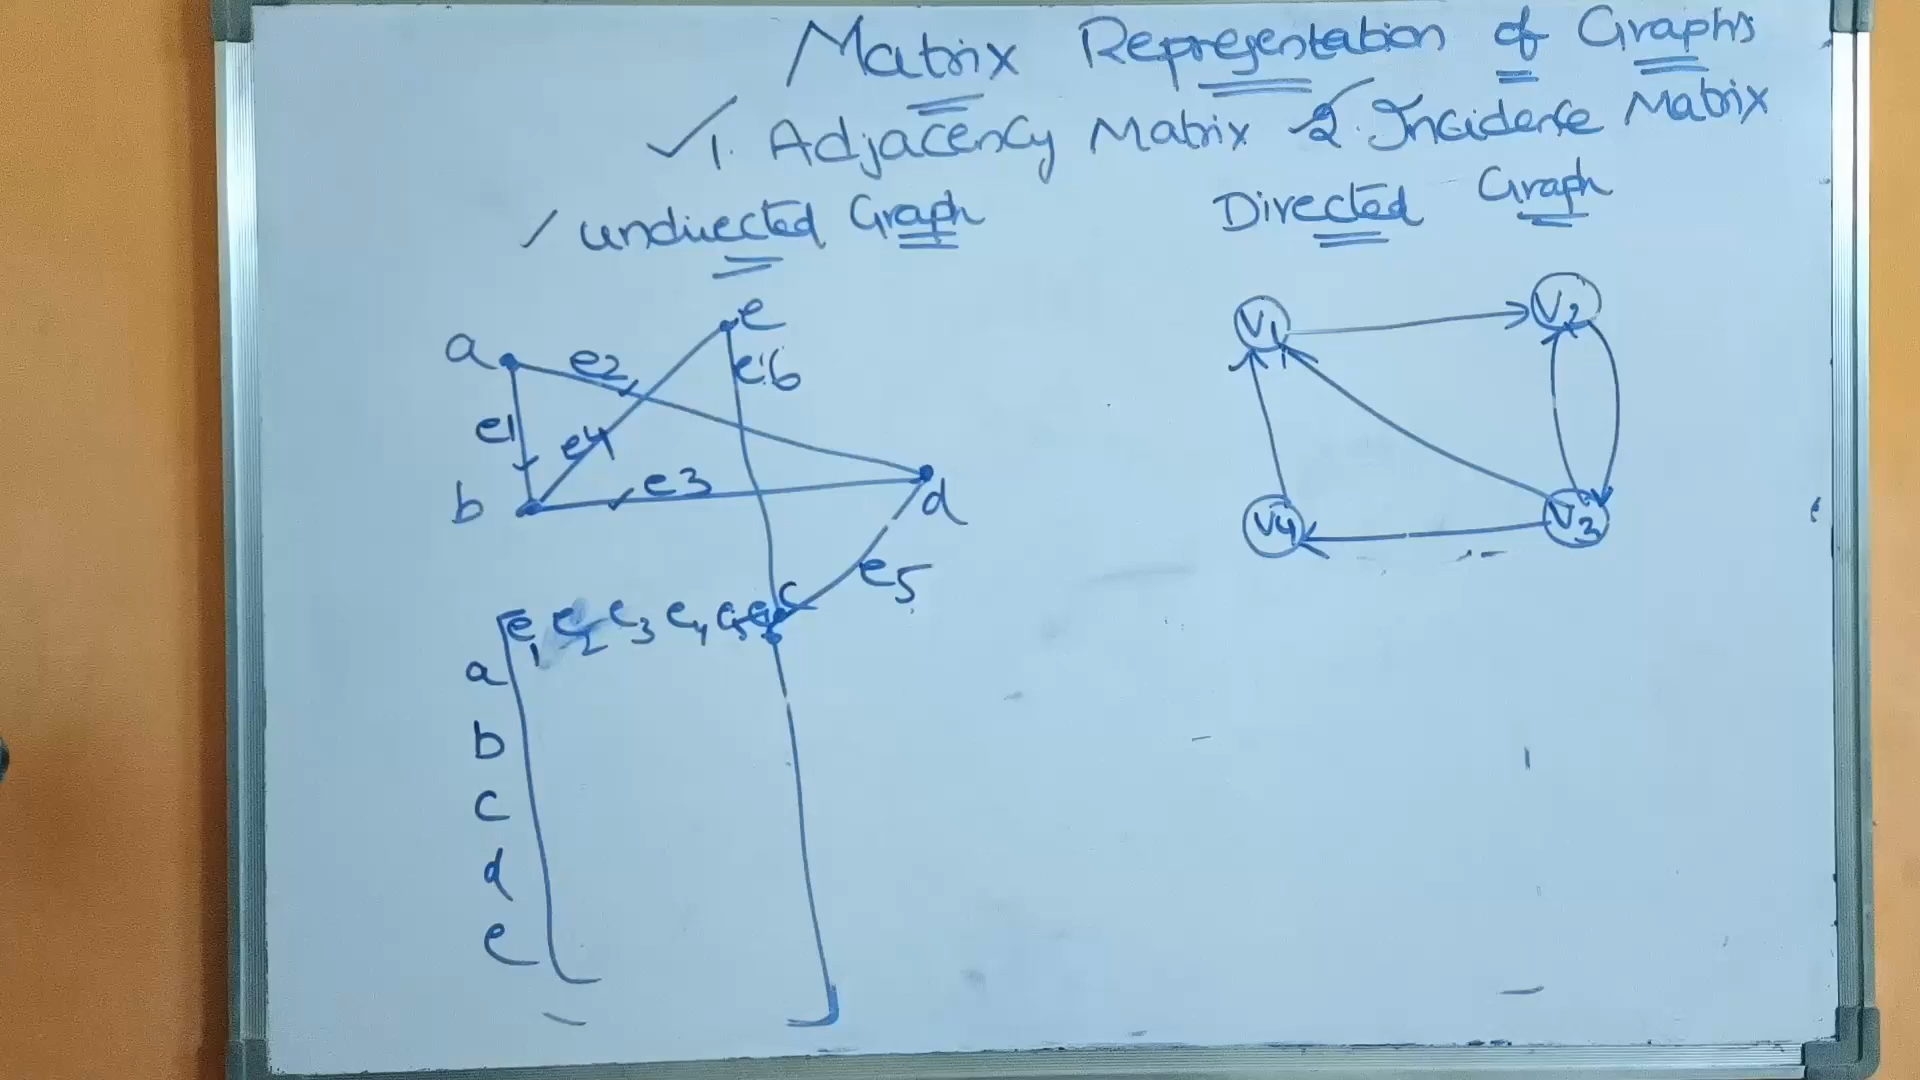 Matrix Representation of Graphs
1. Adjacency Matrix 2. Incidence Matrix
undirected Graph
Directed Graph
a
e2
e
e6
e1
e4
b
e3
d
e5
c
V1
V2
V4
V3
e1 e2 e3 e4 e5 e6
a
b
c
d
e